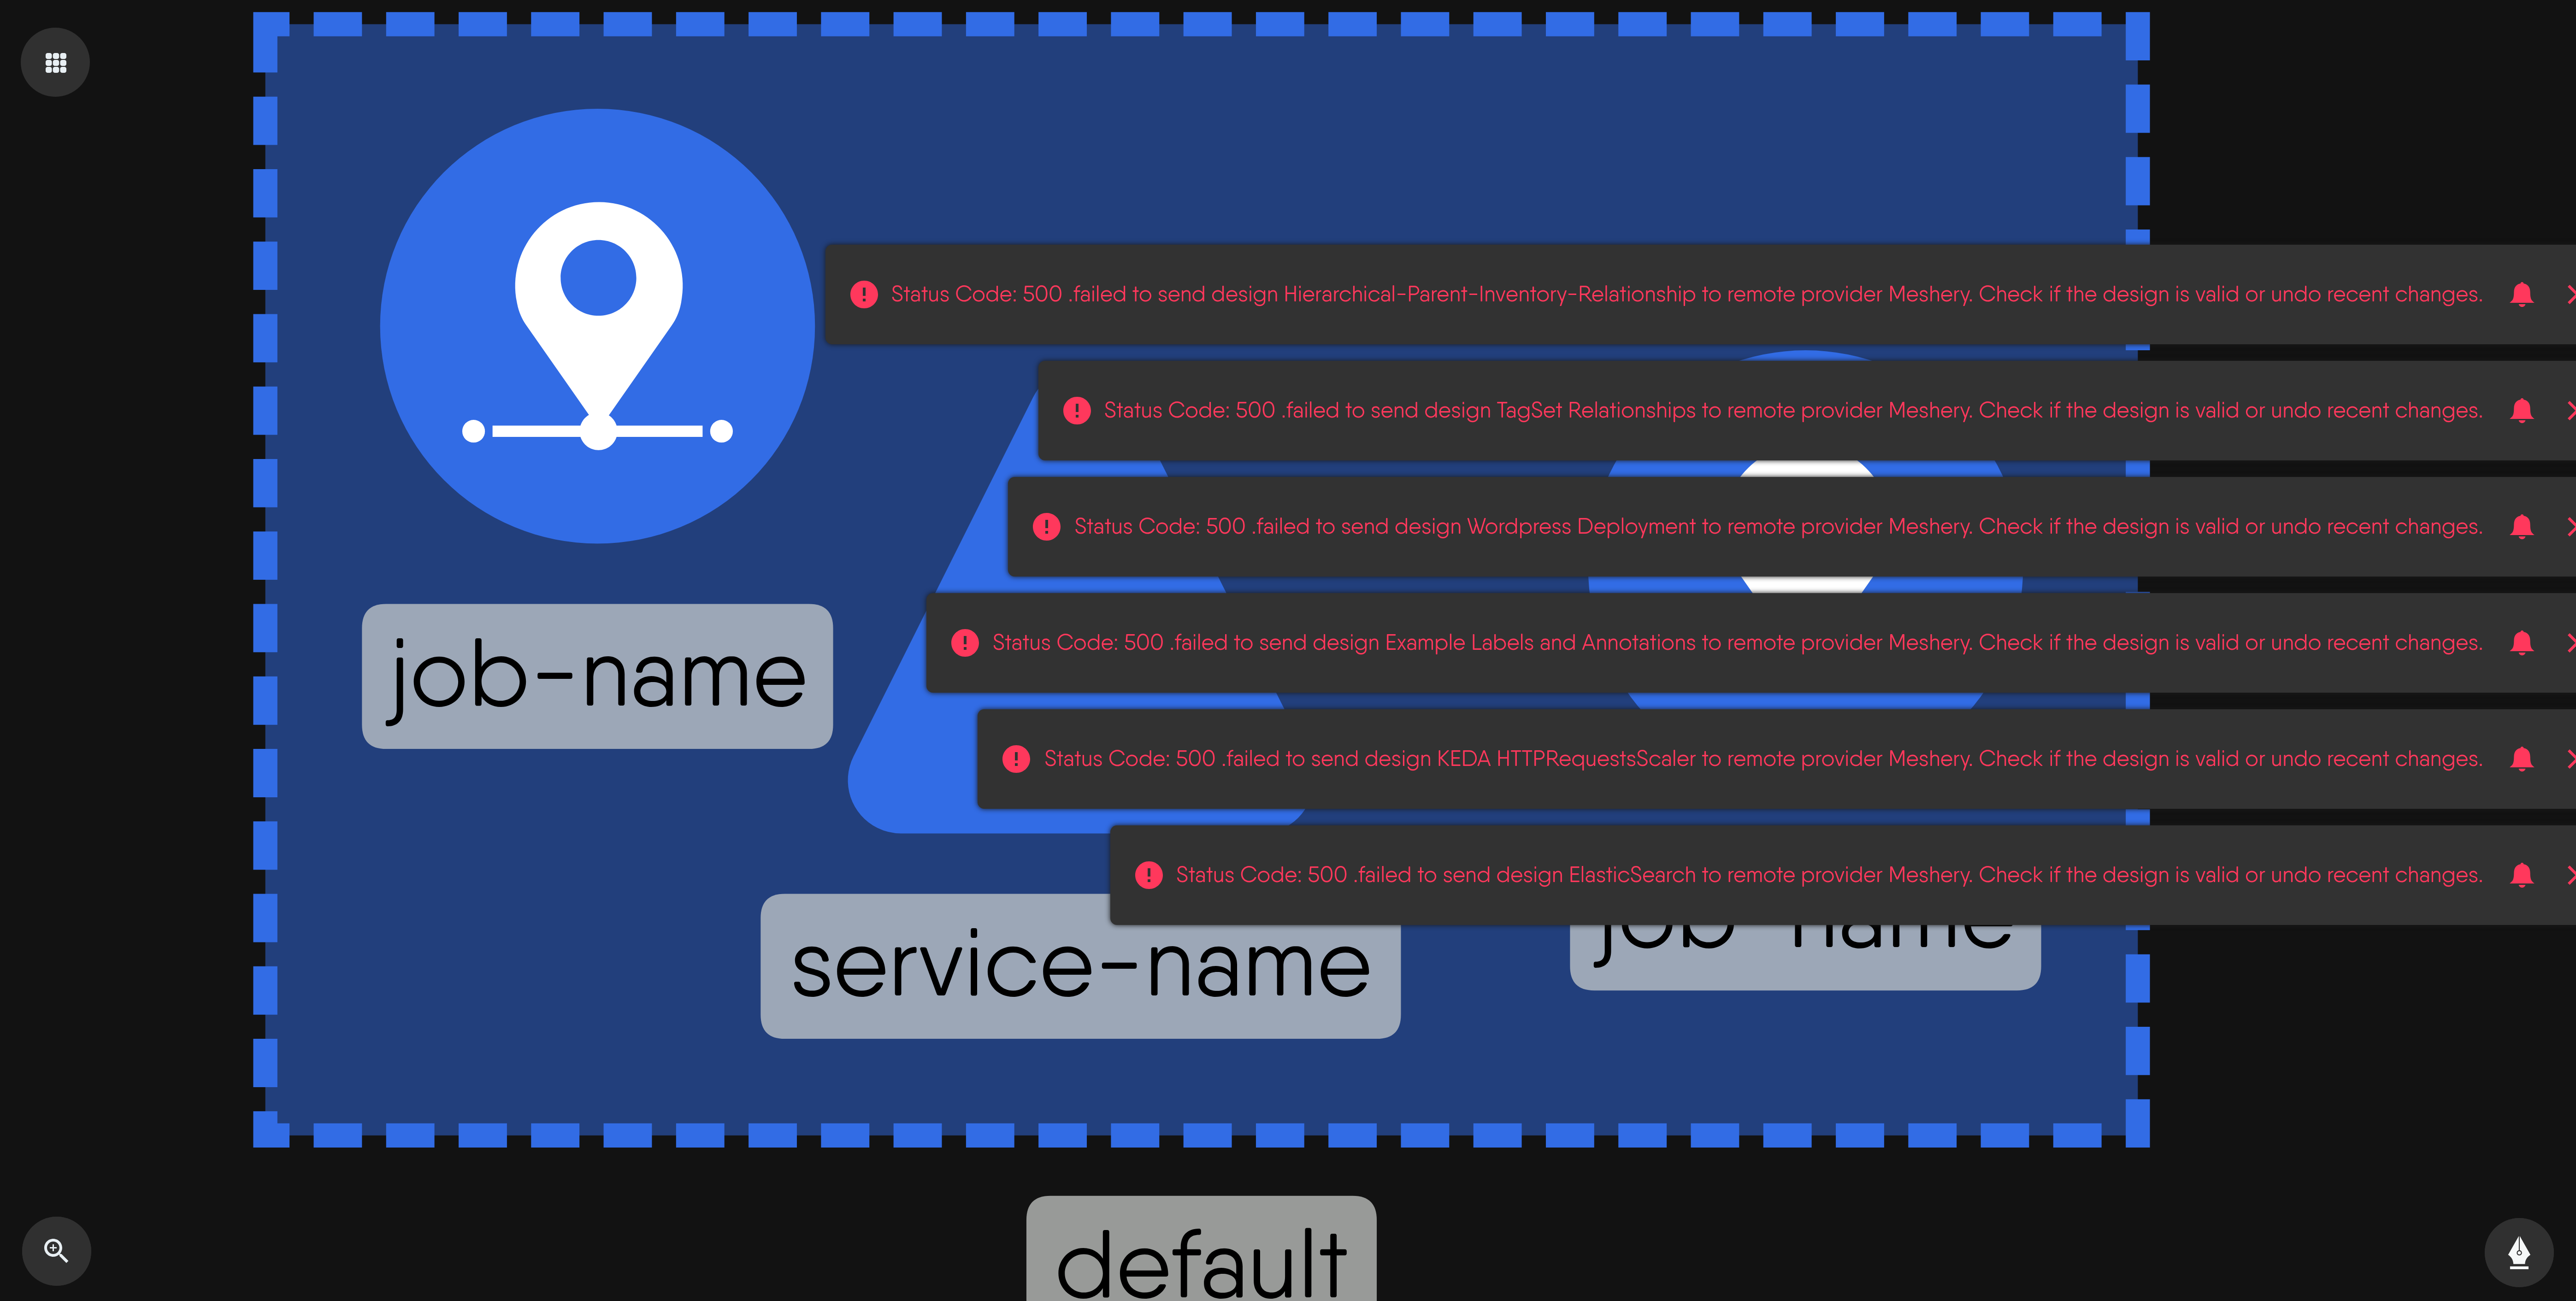 Status Code: 500 .failed to send design Hierarchical-Parent-Inventory-Relationship to remote provider Meshery. Check if the design is valid or undo recent changes.
Status Code: 500 .failed to send design TagSet Relationships to remote provider Meshery. Check if the design is valid or undo recent changes.
Status Code: 500 .failed to send design Wordpress Deployment to remote provider Meshery. Check if the design is valid or undo recent changes.
Status Code: 500 .failed to send design Example Labels and Annotations to remote provider Meshery. Check if the design is valid or undo recent changes.
job-name
Status Code: 500 .failed to send design KEDA HTTPRequestsScaler to remote provider Meshery. Check if the design is valid or undo recent changes.
Status Code: 500 .failed to send design ElasticSearch to remote provider Meshery. Check if the design is valid or undo recent changes.
service-name
job-name
default